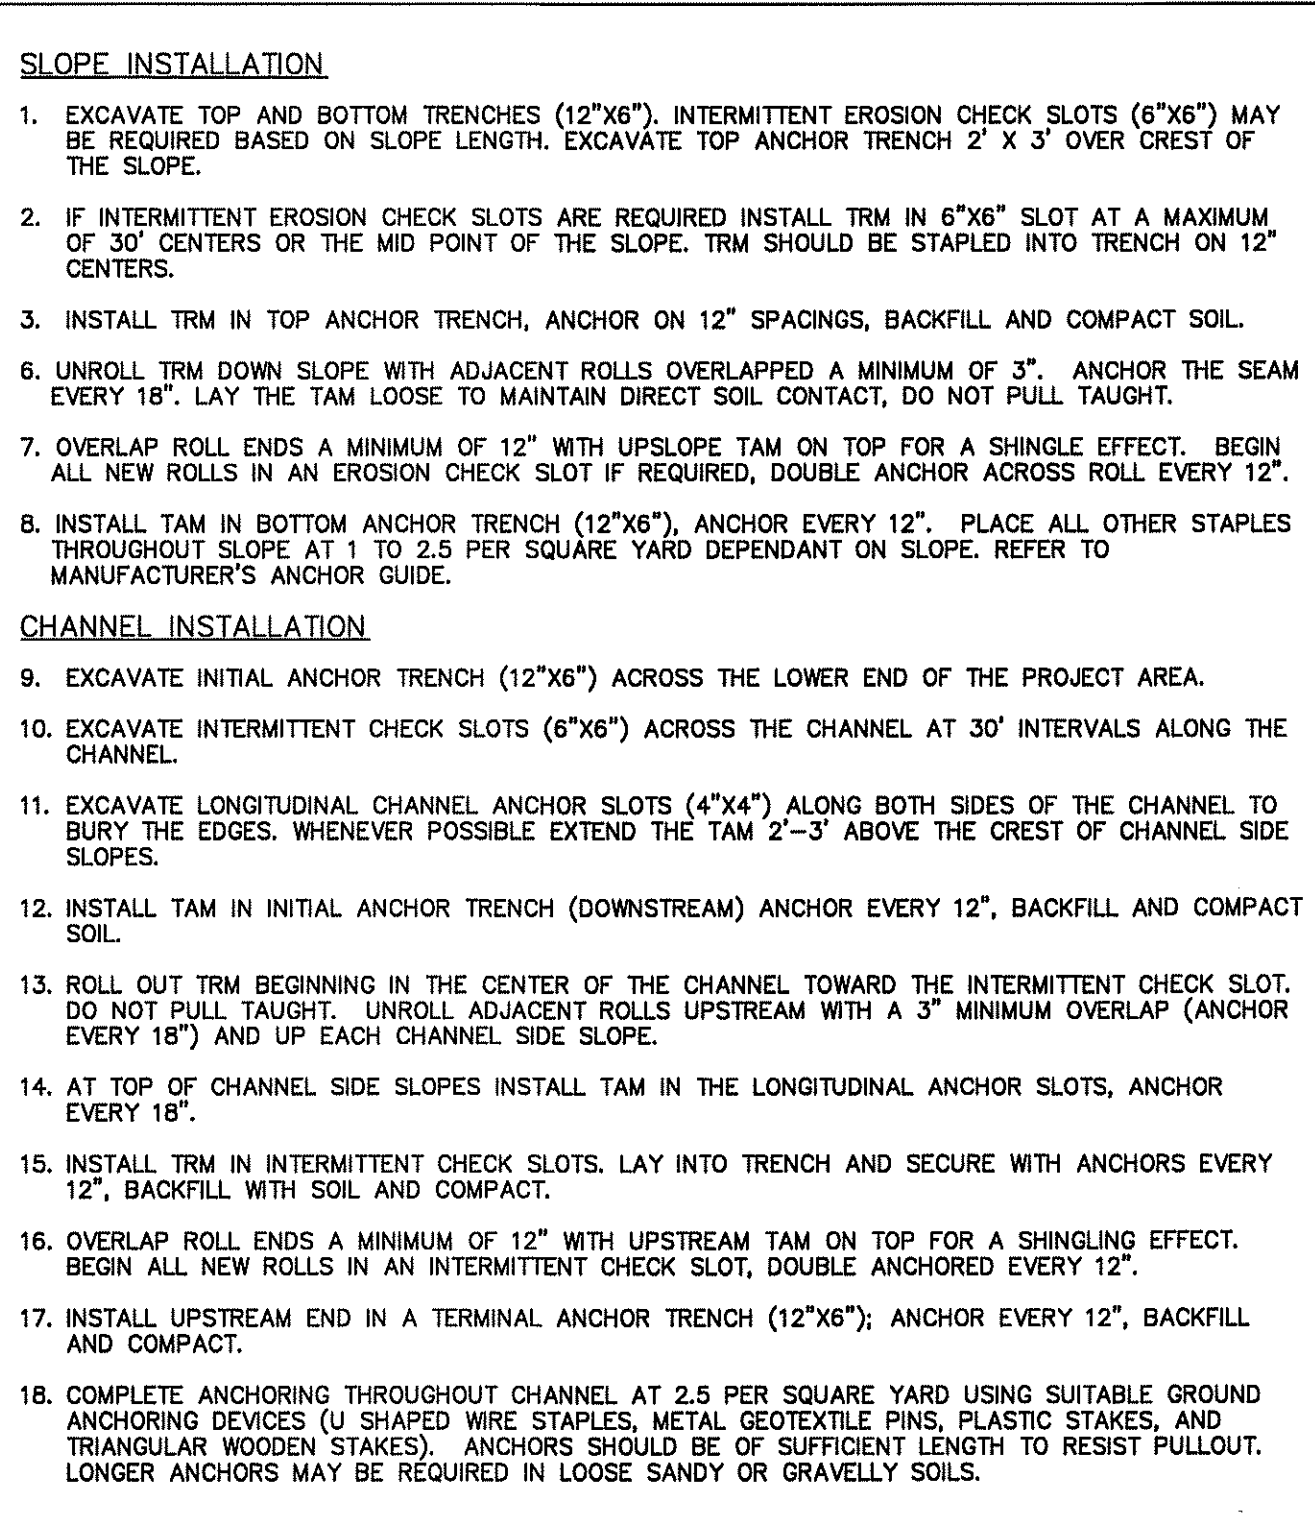 SLOPE INSTALLATION
1. EXCAVATE TOP AND BOTTOM TRENCHES (12"X6"). INTERMITTENT EROSION CHECK SLOTS (6"X6") MAY
BE REQUIRED BASED ON SLOPE LENGTH. EXCAVATE TOP ANCHOR TRENCH 2' X 3' OVER CREST OF
THE SLOPE.
2. IF INTERMITTENT EROSION CHECK SLOTS ARE REQUIRED INSTALL TRM IN 6"X6" SLOT AT A MAXIMUM
OF 30' CENTERS OR THE MID POINT OF THE SLOPE. TRM SHOULD BE STAPLED INTO TRENCH ON 12"
CENTERS.
3. INSTALL TRM IN TOP ANCHOR TRENCH, ANCHOR ON 12" SPACINGS, BACKFILL AND COMPACT SOIL.
6. UNROLL TRM DOWN SLOPE WITH ADJACENT ROLLS OVERLAPPED A MINIMUM OF 3". ANCHOR THE SEAM
EVERY 18". LAY THE TAM LOOSE TO MAINTAIN DIRECT SOIL CONTACT, DO NOT PULL TAUGHT.
7. OVERLAP ROLL ENDS A MINIMUM OF 12" WITH UPSLOPE TAM ON TOP FOR A SHINGLE EFFECT. BEGIN
ALL NEW ROLLS IN AN EROSION CHECK SLOT IF REQUIRED, DOUBLE ANCHOR ACROSS ROLL EVERY 12".
8. INSTALL TAM IN BOTTOM ANCHOR TRENCH (12"X6"), ANCHOR EVERY 12". PLACE ALL OTHER STAPLES
THROUGHOUT SLOPE AT 1 TO 2.5 PER SQUARE YARD DEPENDANT ON SLOPE. REFER TO
MANUFACTURER'S ANCHOR GUIDE.
CHANNEL INSTALLATION
9. EXCAVATE INITIAL ANCHOR TRENCH (12"X6") ACROSS THE LOWER END OF THE PROJECT AREA.
10. EXCAVATE INTERMITTENT CHECK SLOTS (6"X6") ACROSS THE CHANNEL AT 30' INTERVALS ALONG THE
CHANNEL.
11. EXCAVATE LONGITUDINAL CHANNEL ANCHOR SLOTS (4"X4") ALONG BOTH SIDES OF THE CHANNEL TO
BURY THE EDGES. WHENEVER POSSIBLE EXTEND THE TAM 2'-3' ABOVE THE CREST OF CHANNEL SIDE
SLOPES.
12. INSTALL TAM IN INITIAL ANCHOR TRENCH (DOWNSTREAM) ANCHOR EVERY 12", BACKFILL AND COMPACT
SOIL.
13. ROLL OUT TRM BEGINNING IN THE CENTER OF THE CHANNEL TOWARD THE INTERMITTENT CHECK SLOT.
DO NOT PULL TAUGHT. UNROLL ADJACENT ROLLS UPSTREAM WITH A 3" MINIMUM OVERLAP (ANCHOR
EVERY 18") AND UP EACH CHANNEL SIDE SLOPE.
14. AT TOP OF CHANNEL SIDE SLOPES INSTALL TAM IN THE LONGITUDINAL ANCHOR SLOTS, ANCHOR
EVERY 18".
15. INSTALL TRM IN INTERMITTENT CHECK SLOTS. LAY INTO TRENCH AND SECURE WITH ANCHORS EVERY
12", BACKFILL WITH SOIL AND COMPACT.
16. OVERLAP ROLL ENDS A MINIMUM OF 12" WITH UPSTREAM TAM ON TOP FOR A SHINGLING EFFECT.
BEGIN ALL NEW ROLLS IN AN INTERMITTENT CHECK SLOT, DOUBLE ANCHORED EVERY 12".
17. INSTALL UPSTREAM END IN A TERMINAL ANCHOR TRENCH (12"X6"); ANCHOR EVERY 12", BACKFILL
AND COMPACT.
18. COMPLETE ANCHORING THROUGHOUT CHANNEL AT 2.5 PER SQUARE YARD USING SUITABLE GROUND
ANCHORING DEVICES (U SHAPED WIRE STAPLES, METAL GEOTEXTILE PINS, PLASTIC STAKES, AND
TRIANGULAR WOODEN STAKES). ANCHORS SHOULD BE OF SUFFICIENT LENGTH TO RESIST PULLOUT.
LONGER ANCHORS MAY BE REQUIRED IN LOOSE SANDY OR GRAVELLY SOILS.